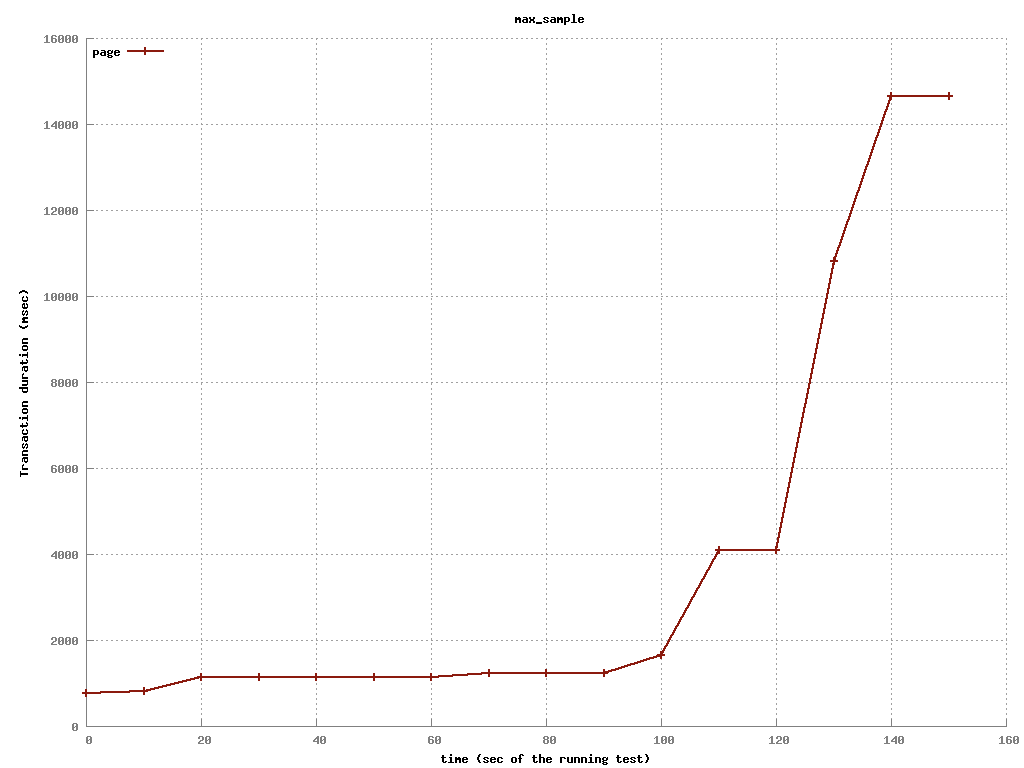 max_sample
page
16000
14000
12000
10000
8000
6000
4000
2000
0
Transaction duration (msec)
0 20 40 60 80 100 120 140 160
time (sec of the running test)